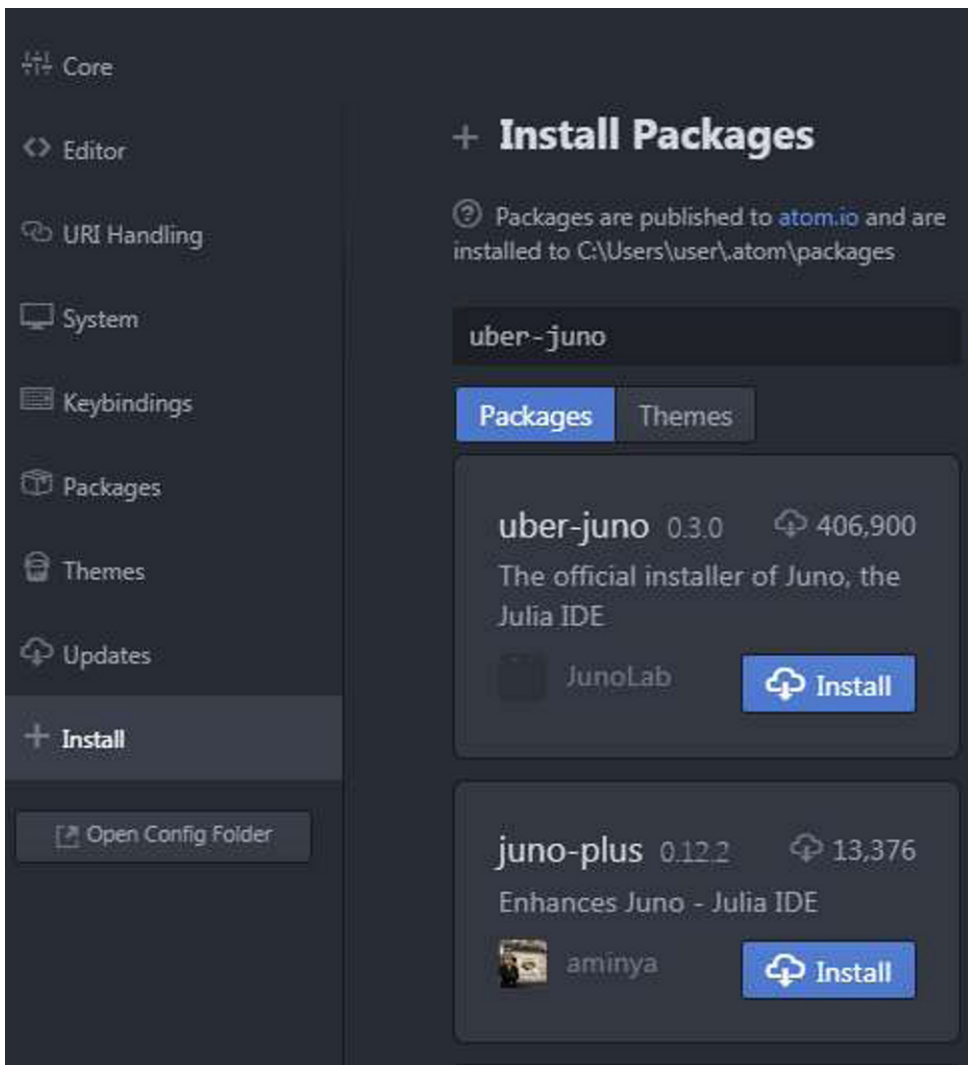 Core
Editor
URI Handling
System
Keybindings
Packages
Themes
Updates
Install
Open Config Folder
Install Packages
Packages are published to atom.io and are
installed to C:\Users\user\.atom\packages
uber-juno
Packages Themes
uber-juno 0.3.0 406,900
The official installer of Juno, the
Julia IDE
JunoLab Install
juno-plus 0.12.2 13,376
Enhances Juno - Julia IDE
aminya Install